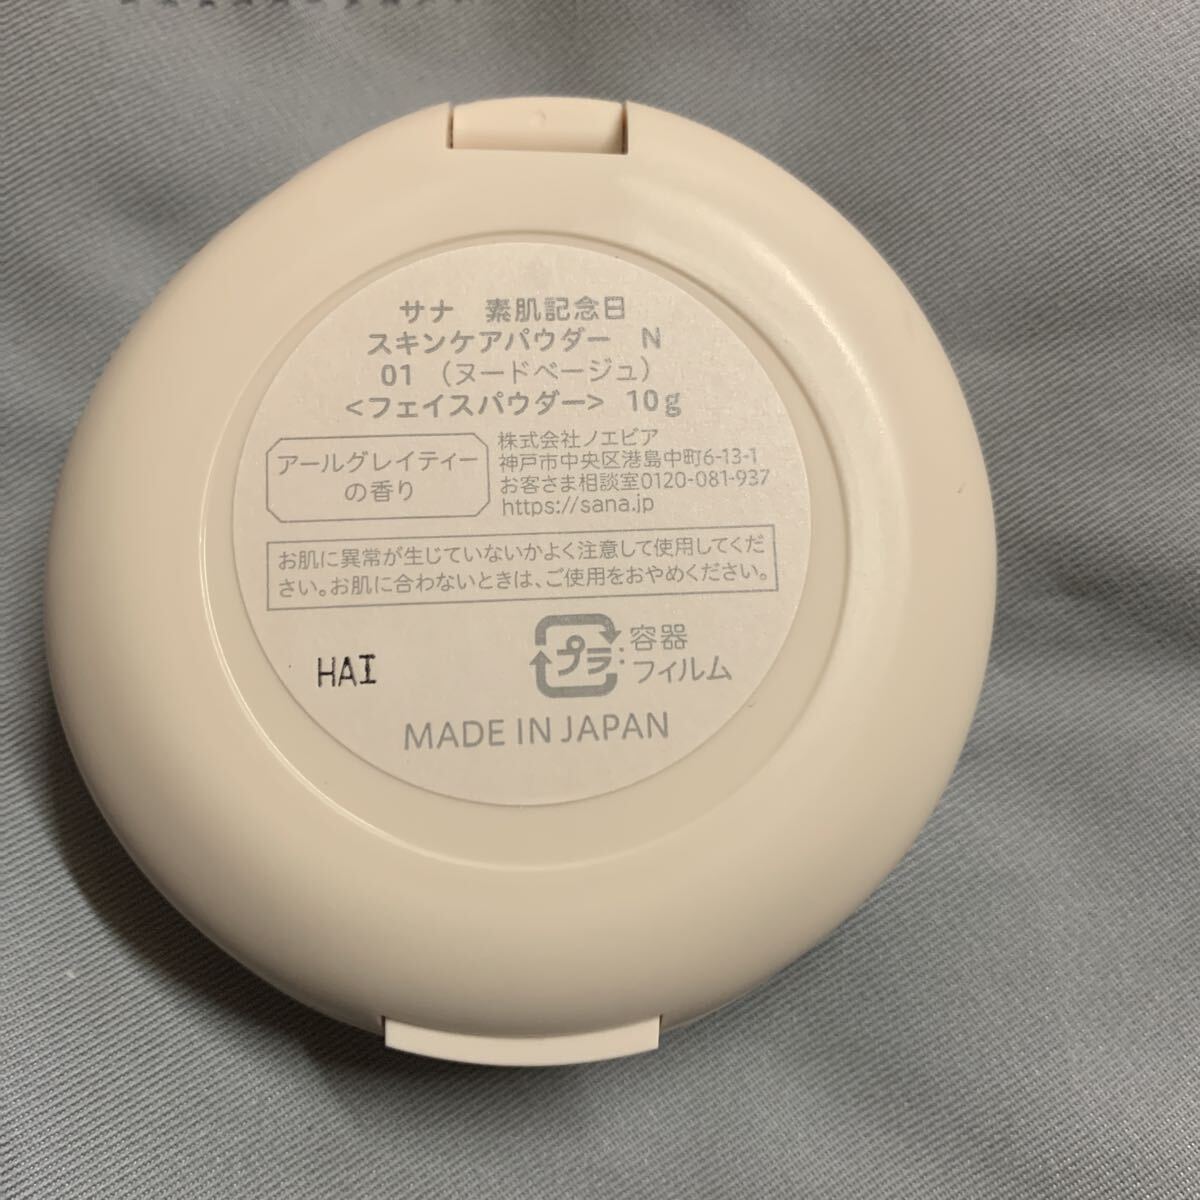 サナ 素肌記念日
スキンケアパウダー N
01 (ヌードベージュ)
<フェイスパウダー> 10g
アールグレイティー
の香り
株式会社ノエビア
神戸市中央区港島中町6-13-1
お客さま相談室0120-081-937
https://sana.jp
お肌に異常が生じていないかよく注意して使用してくだ
さい。お肌に合わないときは、ご使用をおやめください。
プラ:容器
フィルム
HAI
MADE IN JAPAN